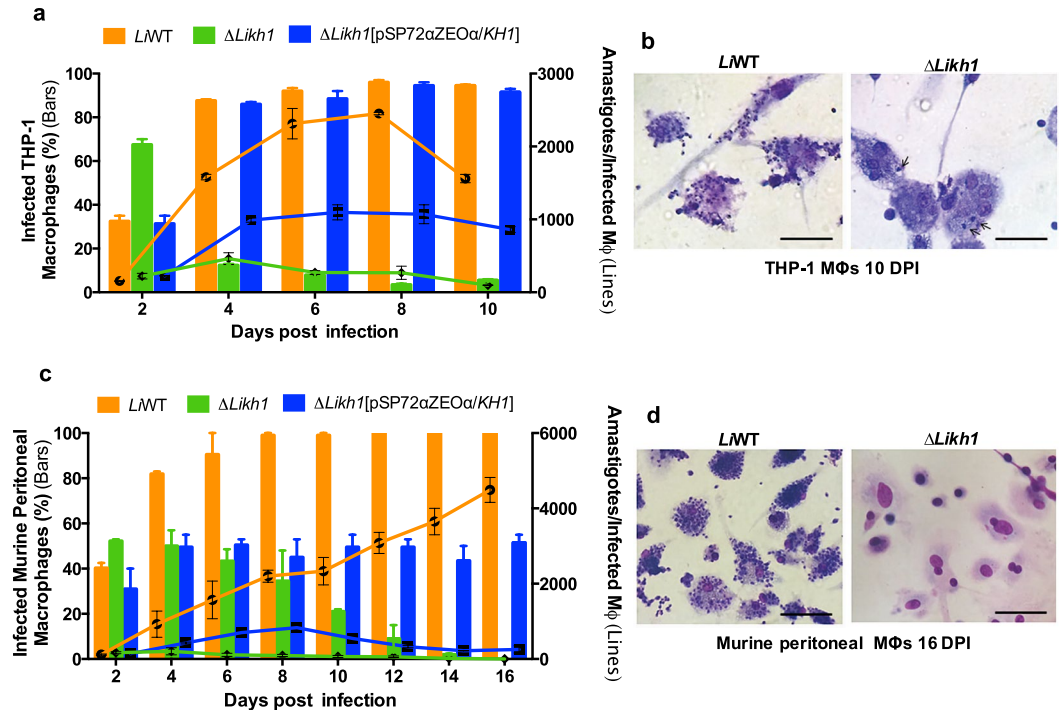 a
LiWT
ΔLikh1
ΔLikh1[pSP72αZEOα/KH1]
Infected THP-1
Macrophages (%) (Bars)
100
80
60
40
20
0
3000
2000
1000
0
Amastigotes/Infected Mϕ (Lines)
2 4 6 8 10
Days post infection
b
LiWT
ΔLikh1
THP-1 MΦs 10 DPI
c
LiWT
ΔLikh1
ΔLikh1[pSP72αZEOα/KH1]
Infected Murine Peritoneal
Macrophages (%) (Bars)
100
80
60
40
20
0
6000
4000
2000
0
Amastigotes/Infected Mϕ (Lines)
2 4 6 8 10 12 14 16
Days post infection
d
LiWT
ΔLikh1
Murine peritoneal MΦs 16 DPI